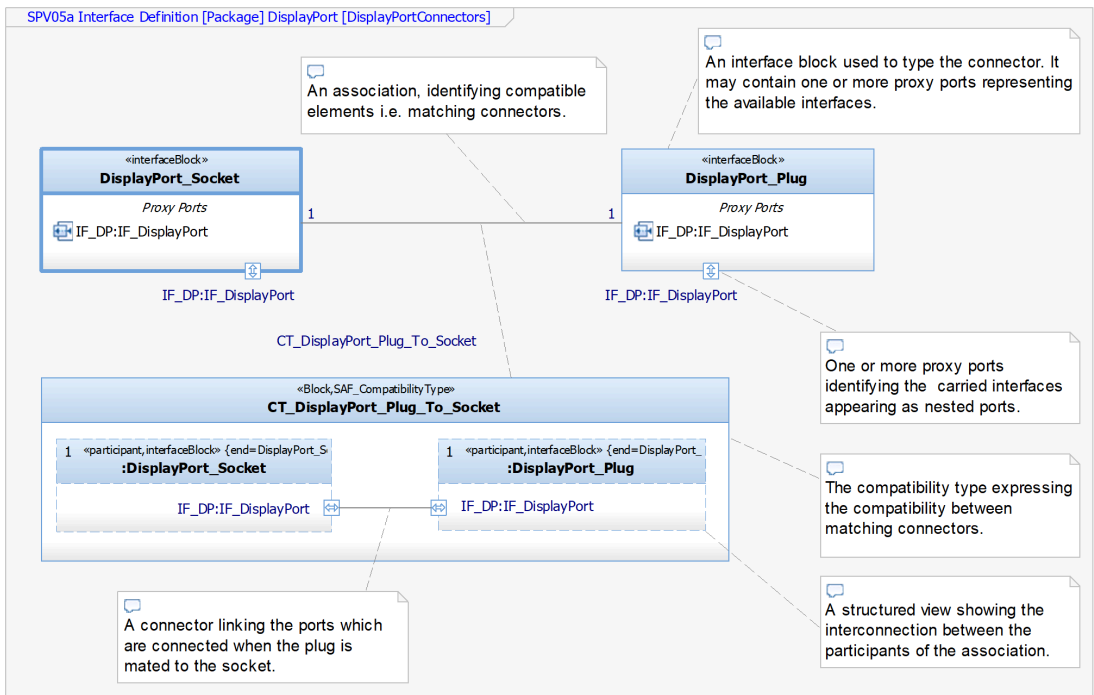 SPV05a Interface Definition [Package] DisplayPort [DisplayPortConnectors]
An association, identifying compatible
elements i.e. matching connectors.
An interface block used to type the connector. It
may contain one or more proxy ports representing
the available interfaces.
«interfaceBlock»
DisplayPort_Socket
Proxy Ports
IF_DP:IF_DisplayPort
IF_DP:IF_DisplayPort
1
1
«interfaceBlock»
DisplayPort_Plug
Proxy Ports
IF_DP:IF_DisplayPort
IF_DP:IF_DisplayPort
CT_DisplayPort_Plug_To_Socket
One or more proxy ports
identifying the  carried interfaces
appearing as nested ports.
«Block,SAF_CompatibilityType»
CT_DisplayPort_Plug_To_Socket
1 «participant,interfaceBlock» {end=DisplayPort_S
:DisplayPort_Socket
IF_DP:IF_DisplayPort
1 «participant,interfaceBlock» {end=DisplayPort_
:DisplayPort_Plug
IF_DP:IF_DisplayPort
The compatibility type expressing
the compatibility between
matching connectors.
A connector linking the ports which
are connected when the plug is
mated to the socket.
A structured view showing the
interconnection between the
participants of the association.